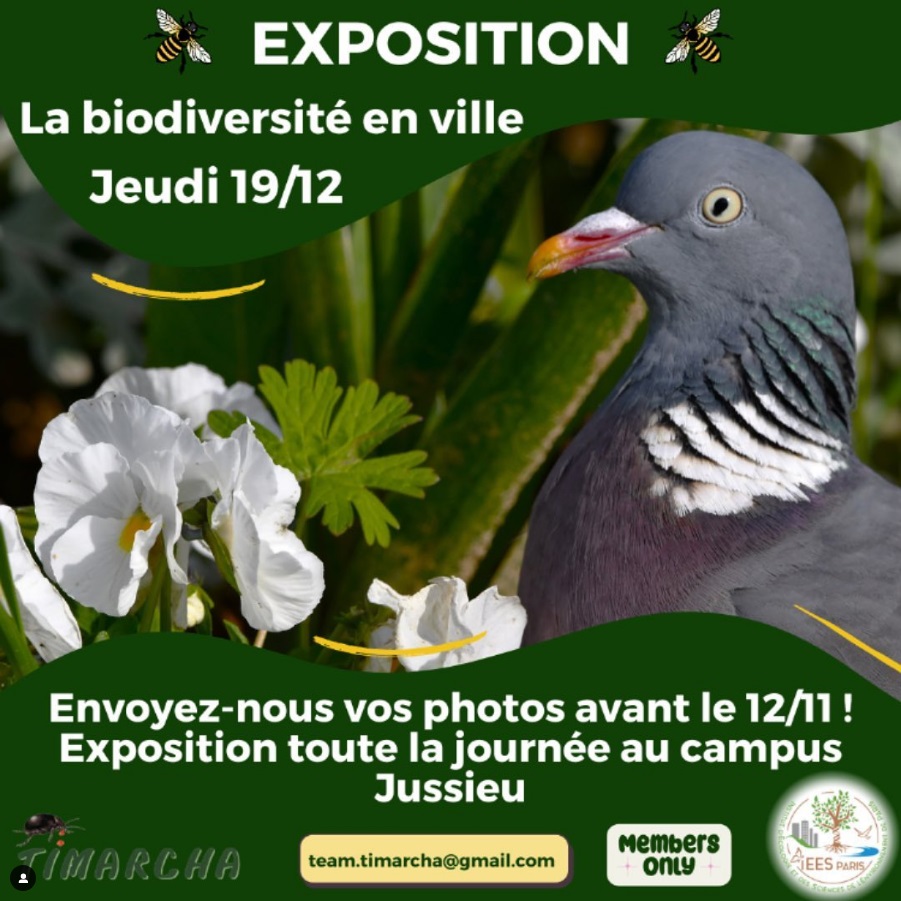 EXPOSITION
La biodiversité en ville
Jeudi 19/12
Envoyez-nous vos photos avant le 12/11 !
Exposition toute la journée au campus
Jussieu
TIMARCHA
team.timarcha@gmail.com
Members
ONLY
iEES PARIS